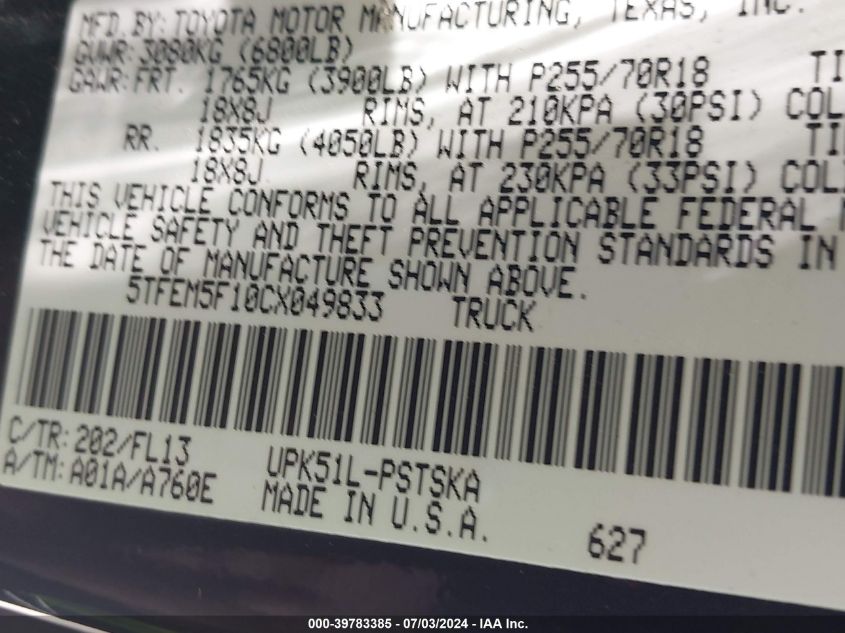 MFD. BY: TOYOTA MOTOR MANUFACTURING, TEXAS, INC.
GVWR: 3080KG (6800LB)
GAWR: FRT. 1765KG (3900LB) WITH P255/70R18 TI
18X8J RIMS, AT 210KPA (30PSI) COL
RR. 1835KG (4050LB) WITH P255/70R18 TI
18X8J RIMS, AT 230KPA (33PSI) COL
THIS VEHICLE CONFORMS TO ALL APPLICABLE FEDERAL M
VEHICLE SAFETY AND THEFT PREVENTION STANDARDS IN
THE DATE OF MANUFACTURE SHOWN ABOVE.
5TFEM5F10CX049833 TRUCK
C/TR: 202/FL13 UPK51L-PSTSKA
A/TM: A01A/A760E MADE IN U.S.A. 627
000-39783385 - 07/03/2024 - IAA Inc.